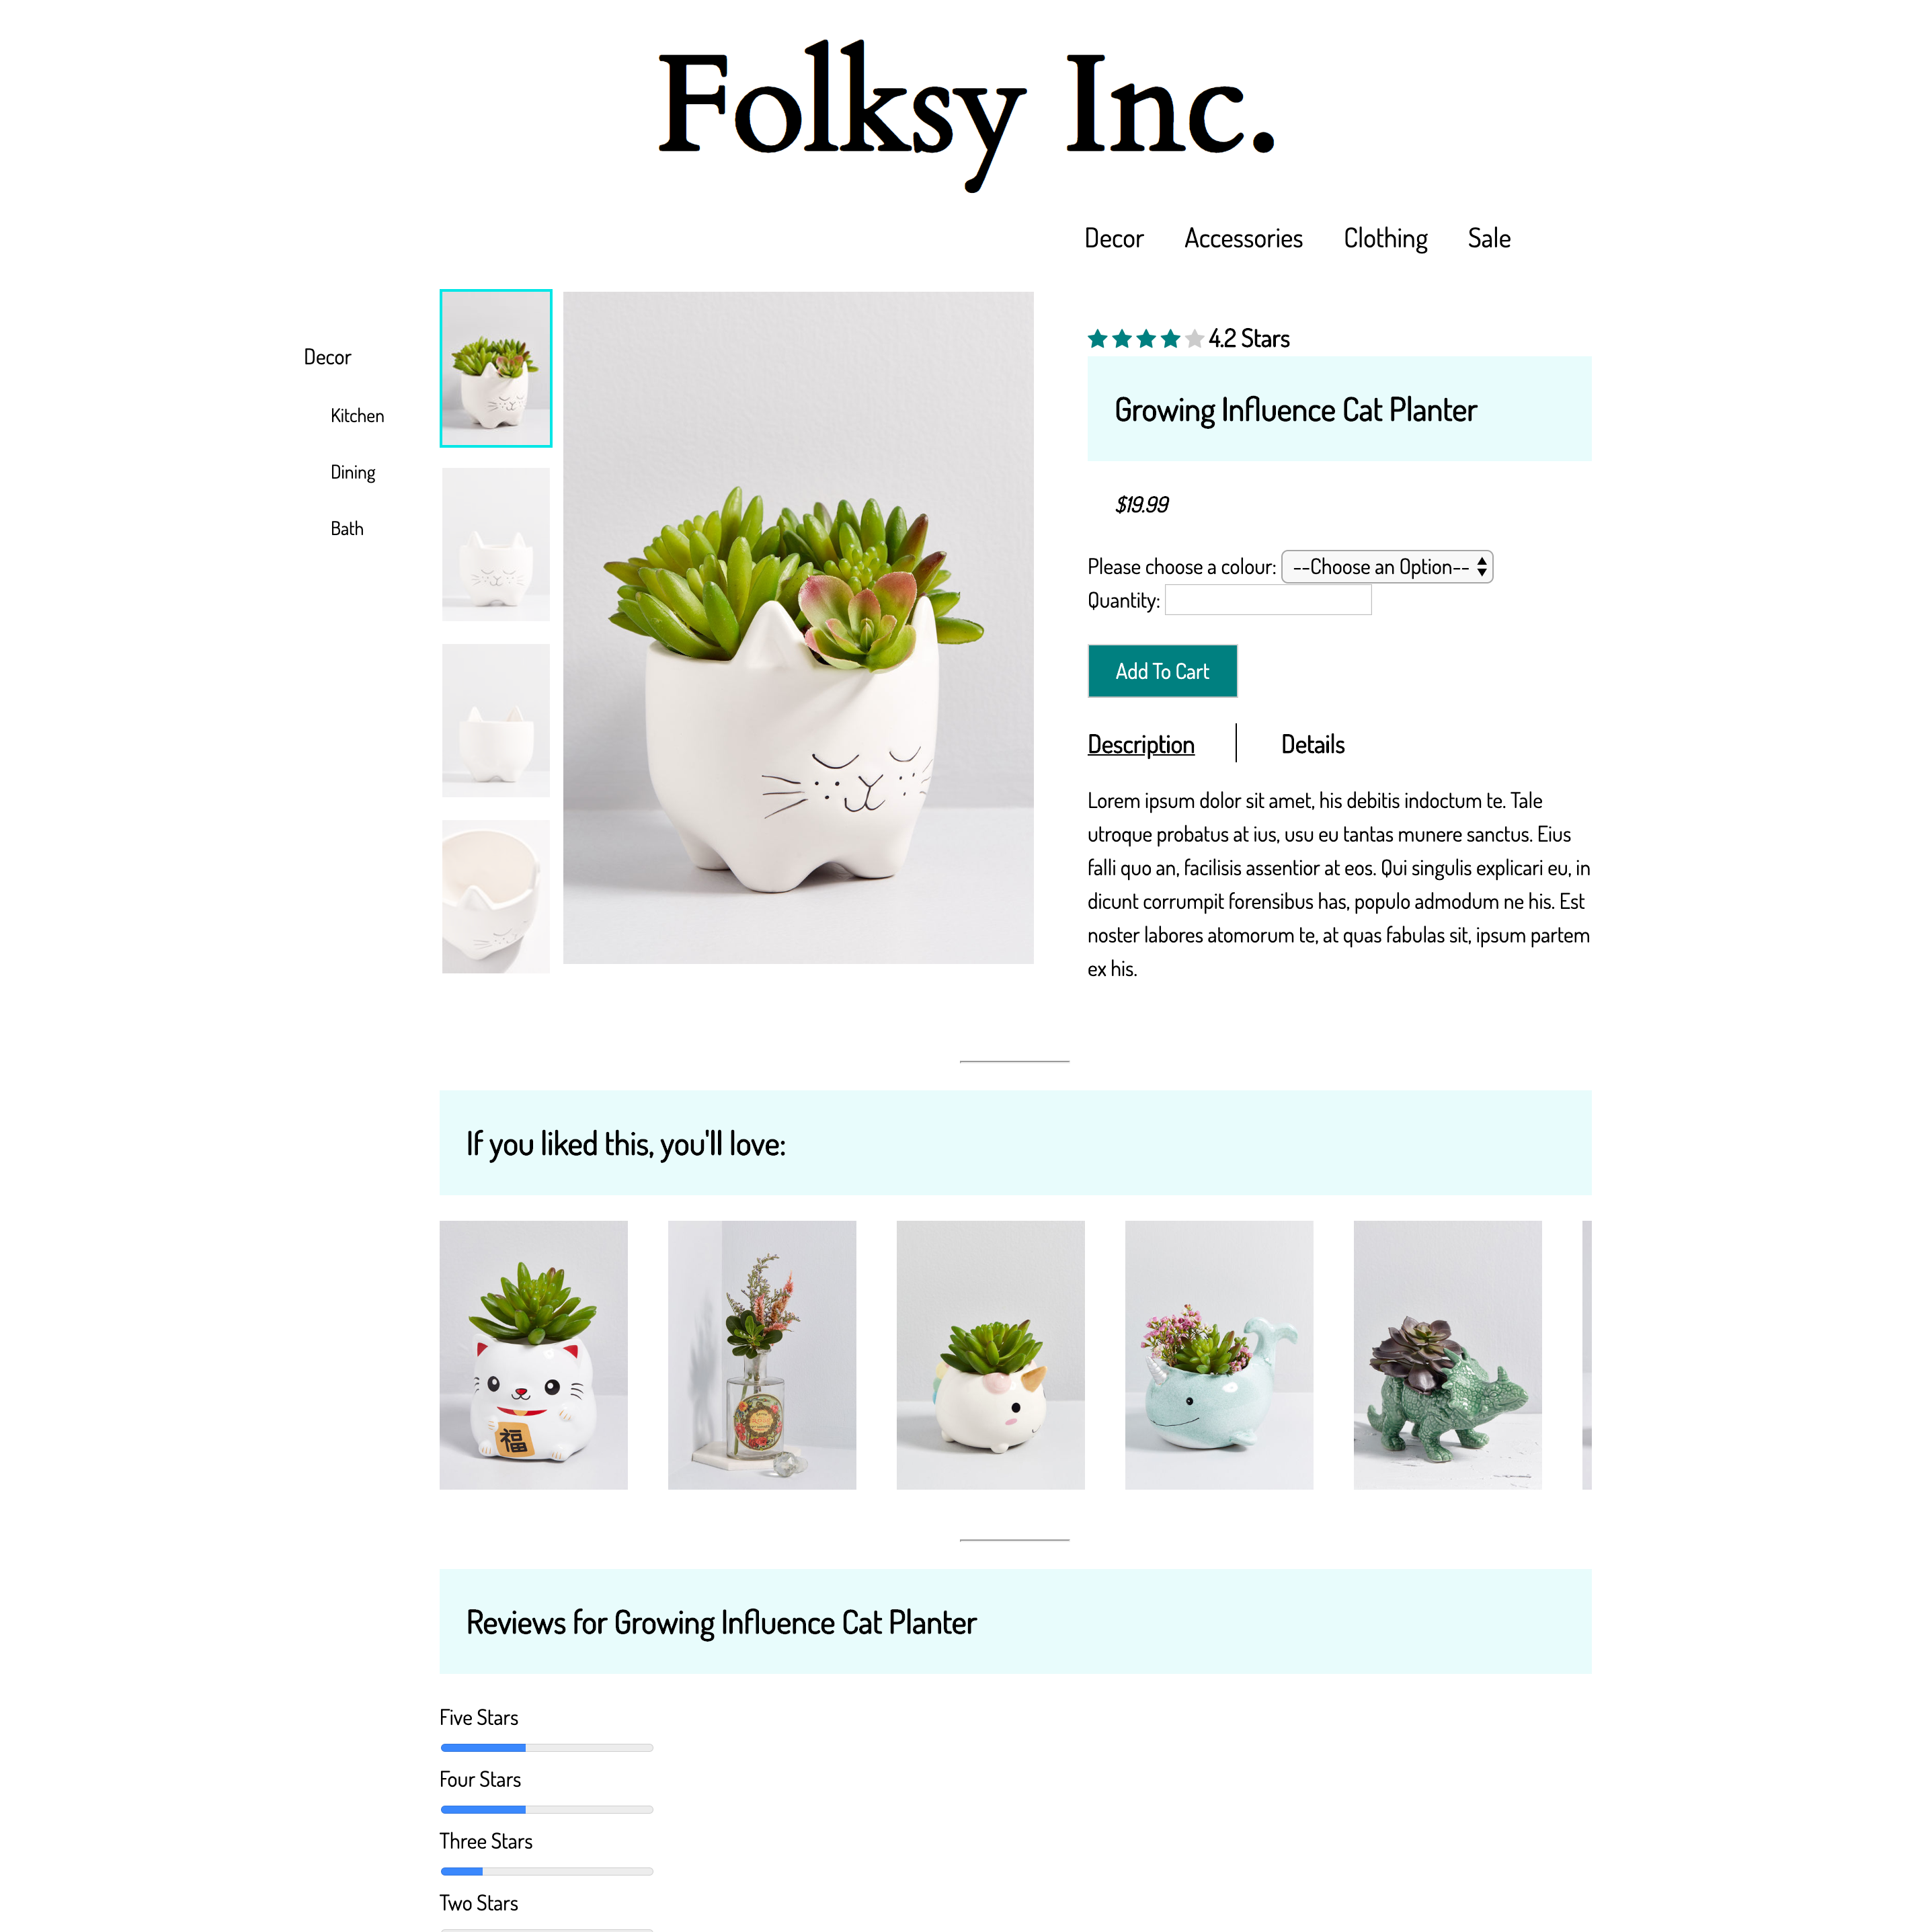 Folksy Inc.
Decor Accessories Clothing Sale
Decor
Kitchen
Dining
Bath
4.2 Stars
Growing Influence Cat Planter
$19.99
Please choose a colour: --Choose an Option--
Quantity:
Add To Cart
Description Details
Lorem ipsum dolor sit amet, his debitis indoctum te. Tale
utroque probatus at ius, usu eu tantas munere sanctus. Eius
falli quo an, facilisis assentior at eos. Qui singulis explicari eu, in
dicunt corrumpit forensibus has, populo admodum ne his. Est
noster labores atomorum te, at quas fabulas sit, ipsum partem
ex his.
If you liked this, you'll love:
福
Reviews for Growing Influence Cat Planter
Five Stars
Four Stars
Three Stars
Two Stars